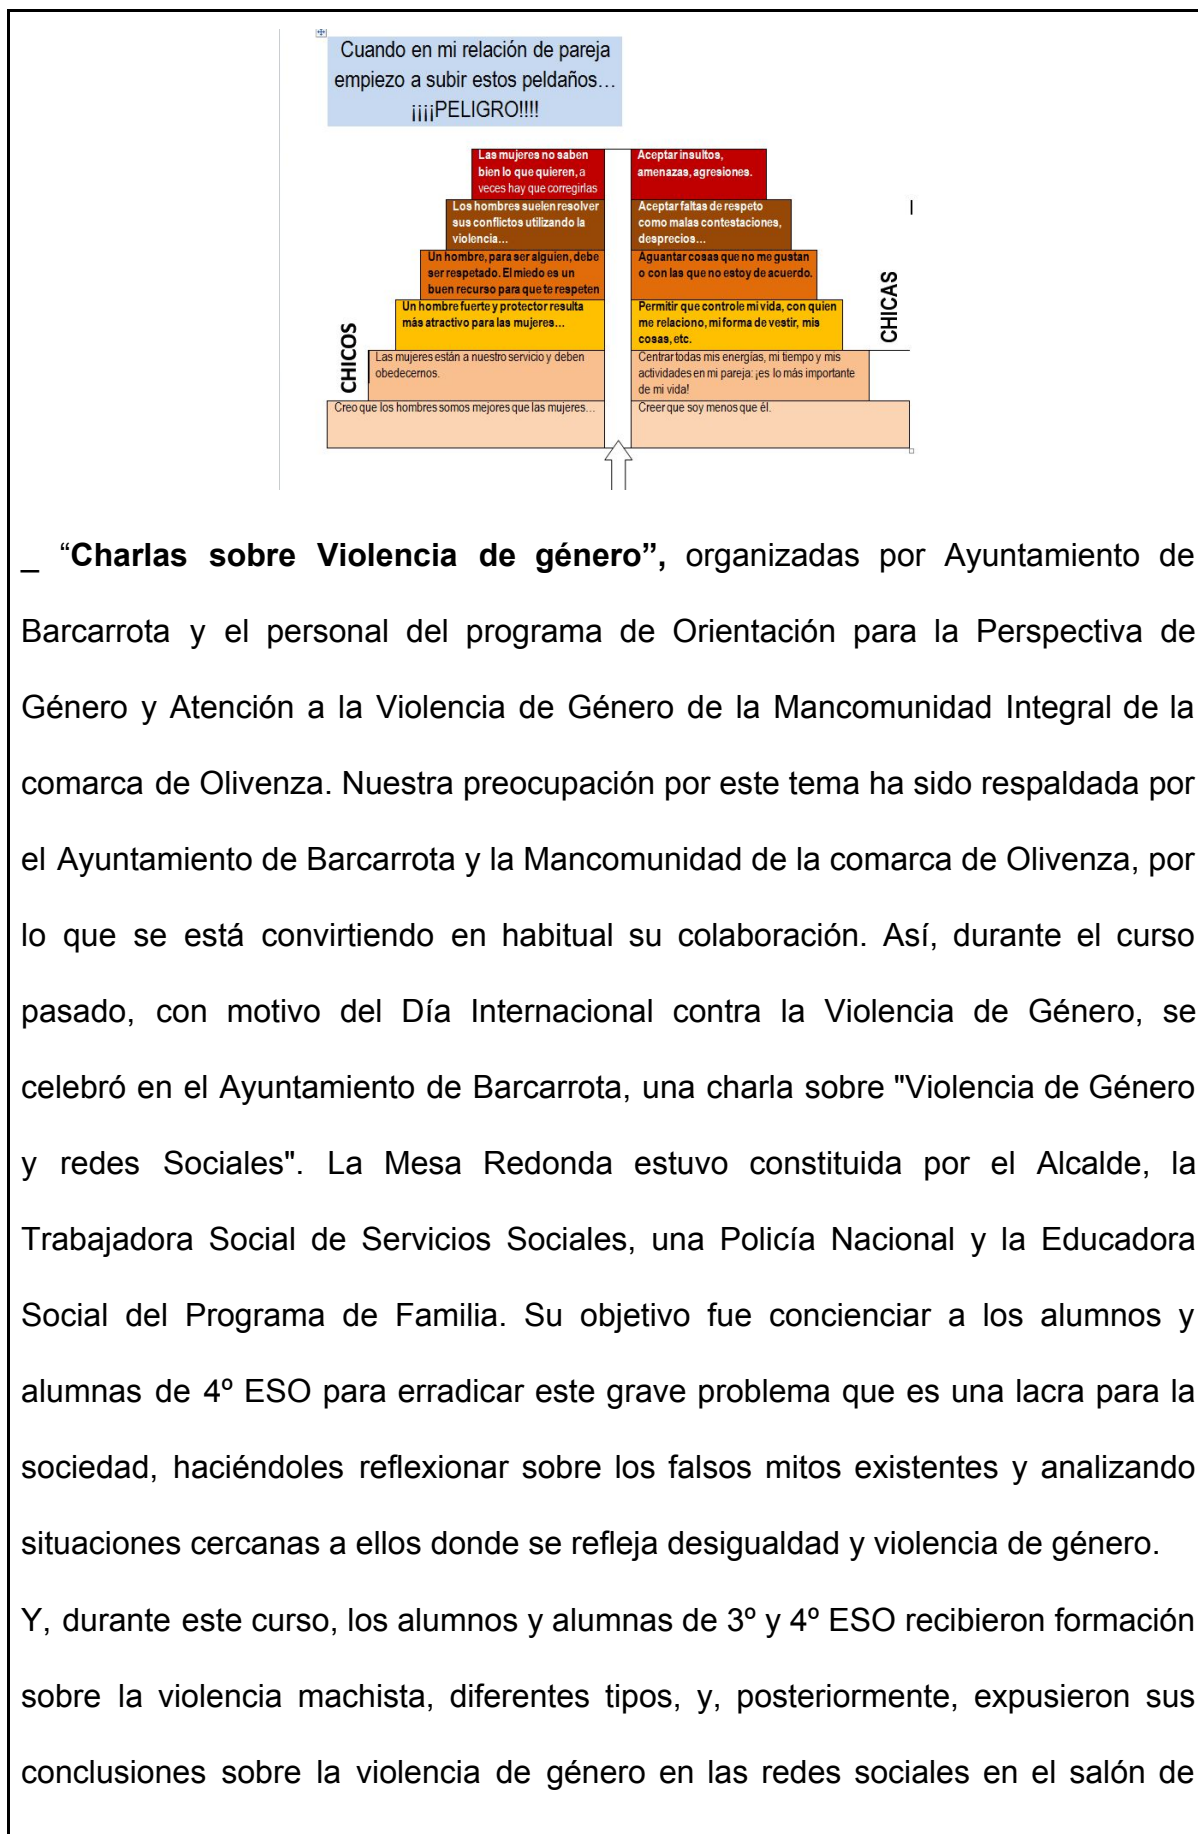 Cuando en mi relación de pareja
empiezo a subir estos peldaños…
¡¡¡¡PELIGRO!!!!
Las mujeres no saben
bien lo que quieren, a
veces hay que corregirlas
Los hombres suelen resolver
sus conflictos utilizando la
violencia…
Un hombre, para ser alguien, debe
ser respetado. El miedo es un
buen recurso para que te respeten
Un hombre fuerte y protector resulta
más atractivo para las mujeres…
Las mujeres están a nuestro servicio y deben
obedecernos.
Creo que los hombres somos mejores que las mujeres…
CHICOS
Aceptar insultos,
amenazas, agresiones.
Aceptar faltas de respeto
como malas contestaciones,
desprecios…
Aguantar cosas que no me gustan
o con las que no estoy de acuerdo.
Permitir que controle mi vida, con quien
me relaciono, mi forma de vestir, mis
cosas, etc.
Centrar todas mis energías, mi tiempo y mis
actividades en mi pareja: ¡es lo más importante
de mi vida!
Creer que soy menos que él.
CHICAS
_ “Charlas sobre Violencia de género”, organizadas por Ayuntamiento de
Barcarrota y el personal del programa de Orientación para la Perspectiva de
Género y Atención a la Violencia de Género de la Mancomunidad Integral de la
comarca de Olivenza. Nuestra preocupación por este tema ha sido respaldada por
el Ayuntamiento de Barcarrota y la Mancomunidad de la comarca de Olivenza, por
lo que se está convirtiendo en habitual su colaboración. Así, durante el curso
pasado, con motivo del Día Internacional contra la Violencia de Género, se
celebró en el Ayuntamiento de Barcarrota, una charla sobre "Violencia de Género
y redes Sociales". La Mesa Redonda estuvo constituida por el Alcalde, la
Trabajadora Social de Servicios Sociales, una Policía Nacional y la Educadora
Social del Programa de Familia. Su objetivo fue concienciar a los alumnos y
alumnas de 4º ESO para erradicar este grave problema que es una lacra para la
sociedad, haciéndoles reflexionar sobre los falsos mitos existentes y analizando
situaciones cercanas a ellos donde se refleja desigualdad y violencia de género.
Y, durante este curso, los alumnos y alumnas de 3º y 4º ESO recibieron formación
sobre la violencia machista, diferentes tipos, y, posteriormente, expusieron sus
conclusiones sobre la violencia de género en las redes sociales en el salón de